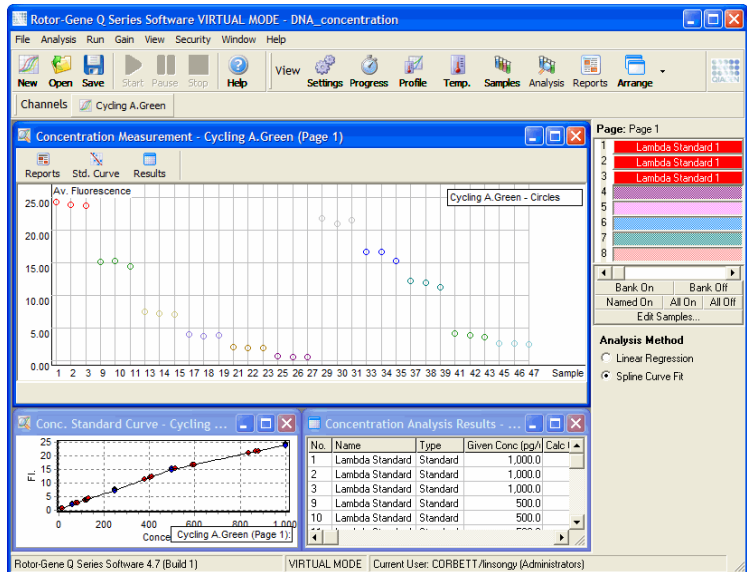 Rotor-Gene Q Series Software VIRTUAL MODE - DNA_concentration
File Analysis Run Gain View Security Window Help
New Open Save Start Pause Stop Help View Settings Progress Profile Temp. Samples Analysis Reports Arrange
QIAGEN
Channels Cycling A.Green
Concentration Measurement - Cycling A.Green (Page 1)
Reports Std. Curve Results
Av. Fluorescence
Cycling A.Green - Circles
25.00
20.00
15.00
10.00
5.00
0.00
1 2 3 9 10 11 13 14 15 17 18 19 21 22 23 25 26 27 29 30 31 33 34 35 37 38 39 41 42 43 45 46 47 Sample
Page: Page 1
1 Lambda Standard 1
2 Lambda Standard 1
3 Lambda Standard 1
4
5
6
7
8
Bank On Bank Off
Named On All On All Off
Edit Samples...
Analysis Method
Linear Regression
Spline Curve Fit
Conc. Standard Curve - Cycling ...
25
20
15
10
5
0
Fl.
0 200 400 600 800 1,000
Conce
Cycling A.Green (Page 1):
Concentration Analysis Results - ...
No. Name Type Given Conc (pg/ Calc
1 Lambda Standard Standard 1,000.0
2 Lambda Standard Standard 1,000.0
3 Lambda Standard Standard 1,000.0
9 Lambda Standard Standard 500.0
10 Lambda Standard Standard 500.0
Rotor-Gene Q Series Software 4.7 (Build 1) VIRTUAL MODE Current User: CORBETT/linsongy (Administrators)